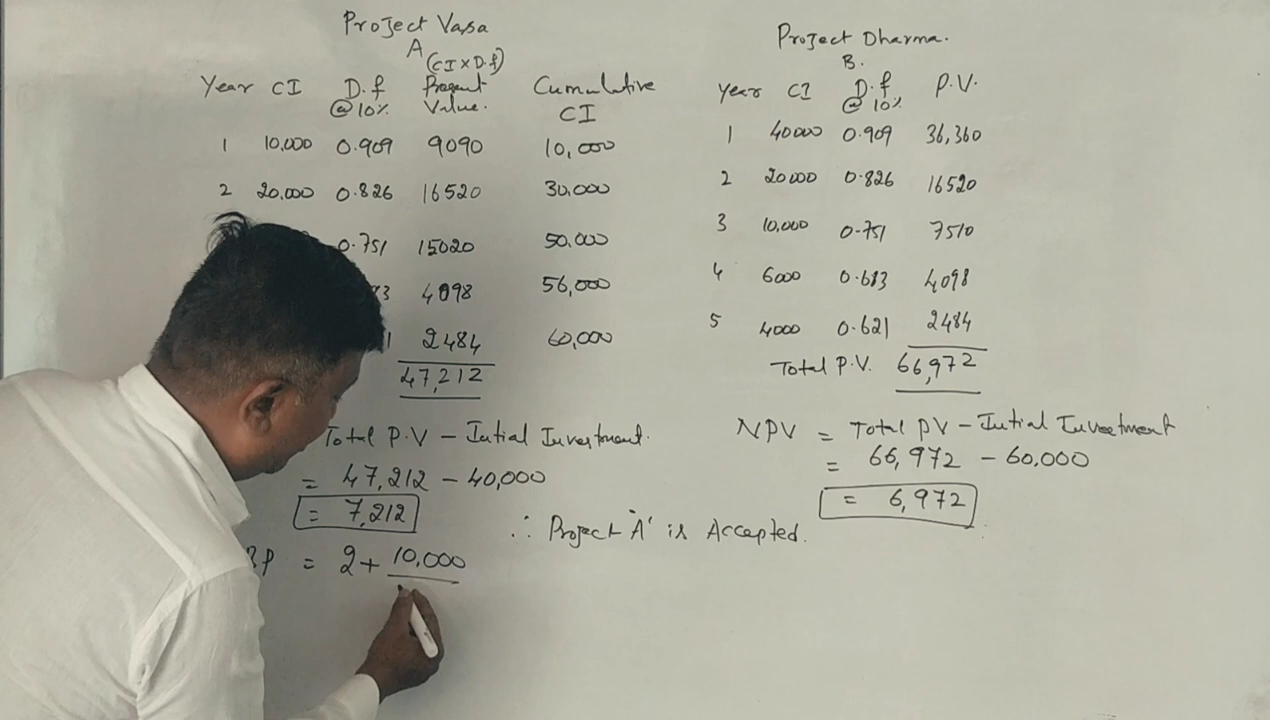 Project Vasa
A
(CI x D.f)
Year CI D.f Present Cumulative
@ 10% Value. CI
1 10,000 0.909 9090 10,000
2 20,000 0.826 16520 30,000
0.751 15020 50,000
3 4098 56,000
1 2484 60,000
47,212
Total P.V - Intial Investment.
= 47,212 - 40,000
= 7,212
∴ Project 'A' is Accepted.
BP = 2 + 10,000
Project Dharma.
B.
Year CI D.f P.V.
@ 10%
1 40000 0.909 36,360
2 20000 0.826 16520
3 10,000 0.751 7510
4 6000 0.683 4098
5 4000 0.621 2484
Total P.V. 66,972
NPV = Total PV - Intial Investment
= 66,972 - 60,000
= 6,972